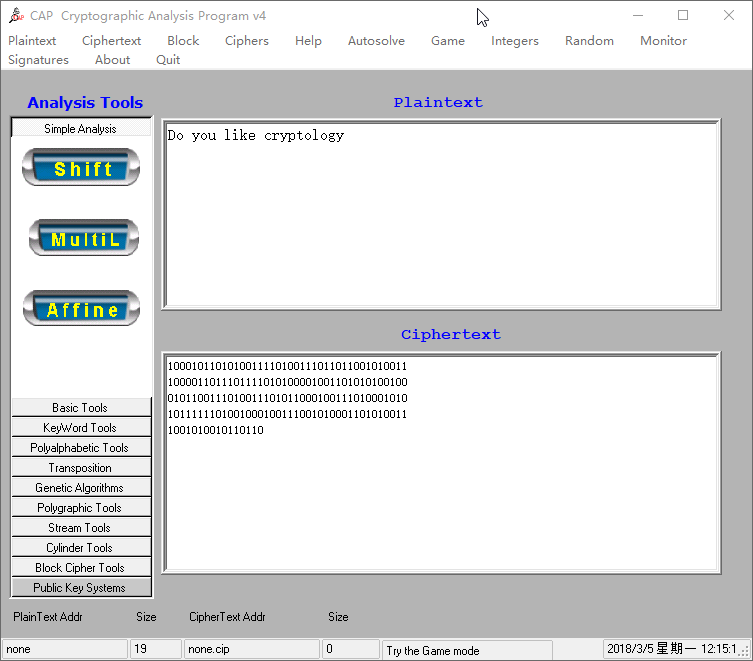 CAP Cryptographic Analysis Program v4
Plaintext Ciphertext Block Ciphers Help Autosolve Game Integers Random Monitor
Signatures About Quit
Analysis Tools
Simple Analysis
Shift
MultiL
Affine
Basic Tools
KeyWord Tools
Polyalphabetic Tools
Transposition
Genetic Algorithms
Polygraphic Tools
Stream Tools
Cylinder Tools
Block Cipher Tools
Public Key Systems
Plaintext
Do you like cryptology
Ciphertext
1000101101010011110100111011011001010011
1000011011101111010100001001101010100100
0101100111010011101011000100111010001010
1011111101001000100111001010001101010011
1001010010110110
PlainText Addr Size CipherText Addr Size
none 19 none.cip 0 Try the Game mode 2018/3/5 星期一 12:15:1